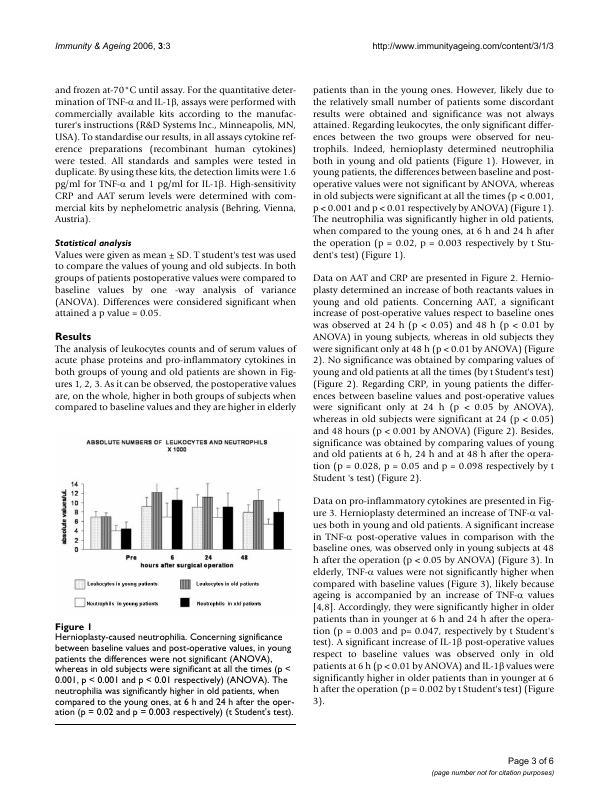 Immunity & Ageing 2006, 3:3
http://www.immunityageing.com/content/3/1/3
and frozen at-70°C until assay. For the quantitative deter-
mination of TNF-α and IL-1β, assays were performed with
commercially available kits according to the manufac-
turer's instructions (R&D Systems Inc., Minneapolis, MN,
USA). To standardise our results, in all assays cytokine ref-
erence preparations (recombinant human cytokines)
were tested. All standards and samples were tested in
duplicate. By using these kits, the detection limits were 1.6
pg/ml for TNF-α and 1 pg/ml for IL-1β. High-sensitivity
CRP and AAT serum levels were determined with com-
mercial kits by nephelometric analysis (Behring, Vienna,
Austria).
Statistical analysis
Values were given as mean ± SD. T student's test was used
to compare the values of young and old subjects. In both
groups of patients postoperative values were compared to
baseline values by one -way analysis of variance
(ANOVA). Differences were considered significant when
attained a p value = 0.05.
Results
The analysis of leukocytes counts and of serum values of
acute phase proteins and pro-inflammatory cytokines in
both groups of young and old patients are shown in Fig-
ures 1, 2, 3. As it can be observed, the postoperative values
are, on the whole, higher in both groups of subjects when
compared to baseline values and they are higher in elderly
ABSOLUTE NUMBERS OF LEUKOCYTES AND NEUTROPHILS
X 1000
absolute values/uL
14
12
10
8
6
4
2
0
Pre 6 24 48
hours after surgical operation
Leukocytes in young patients
Leukocytes in old patients
Neutrophils in young patients
Neutrophils in old patients
Figure 1
Hernioplasty-caused neutrophilia. Concerning significance
between baseline values and post-operative values, in young
patients the differences were not significant (ANOVA),
whereas in old subjects were significant at all the times (p <
0.001, p < 0.001 and p < 0.01 respectively) (ANOVA). The
neutrophilia was significantly higher in old patients, when
compared to the young ones, at 6 h and 24 h after the oper-
ation (p = 0.02 and p = 0.003 respectively) (t Student's test).
patients than in the young ones. However, likely due to
the relatively small number of patients some discordant
results were obtained and significance was not always
attained. Regarding leukocytes, the only significant differ-
ences between the two groups were observed for neu-
trophils. Indeed, hernioplasty determined neutrophilia
both in young and old patients (Figure 1). However, in
young patients, the differences between baseline and post-
operative values were not significant by ANOVA, whereas
in old subjects were significant at all the times (p < 0.001,
p < 0.001 and p < 0.01 respectively by ANOVA) (Figure 1).
The neutrophilia was significantly higher in old patients,
when compared to the young ones, at 6 h and 24 h after
the operation (p = 0.02, p = 0.003 respectively by t Stu-
dent's test) (Figure 1).
Data on AAT and CRP are presented in Figure 2. Hernio-
plasty determined an increase of both reactants values in
young and old patients. Concerning AAT, a significant
increase of post-operative values respect to baseline ones
was observed at 24 h (p < 0.05) and 48 h (p < 0.01 by
ANOVA) in young subjects, whereas in old subjects they
were significant only at 48 h (p < 0.01 by ANOVA) (Figure
2). No significance was obtained by comparing values of
young and old patients at all the times (by t Student's test)
(Figure 2). Regarding CRP, in young patients the differ-
ences between baseline values and post-operative values
were significant only at 24 h (p < 0.05 by ANOVA),
whereas in old subjects were significant at 24 (p < 0.05)
and 48 hours (p < 0.001 by ANOVA) (Figure 2). Besides,
significance was obtained by comparing values of young
and old patients at 6 h, 24 h and at 48 h after the opera-
tion (p = 0.028, p = 0.05 and p = 0.098 respectively by t
Student 's test) (Figure 2).
Data on pro-inflammatory cytokines are presented in Fig-
ure 3. Hernioplasty determined an increase of TNF-α val-
ues both in young and old patients. A significant increase
in TNF-α post-operative values in comparison with the
baseline ones, was observed only in young subjects at 48
h after the operation (p < 0.05 by ANOVA) (Figure 3). In
elderly, TNF-α values were not significantly higher when
compared with baseline values (Figure 3), likely because
ageing is accompanied by an increase of TNF-α values
[4,8]. Accordingly, they were significantly higher in older
patients than in younger at 6 h and 24 h after the opera-
tion (p = 0.003 and p= 0.047, respectively by t Student's
test). A significant increase of IL-1β post-operative values
respect to baseline values was observed only in old
patients at 6 h (p < 0.01 by ANOVA) and IL-1β values were
significantly higher in older patients than in younger at 6
h after the operation (p = 0.002 by t Student's test) (Figure
3).
Page 3 of 6
(page number not for citation purposes)